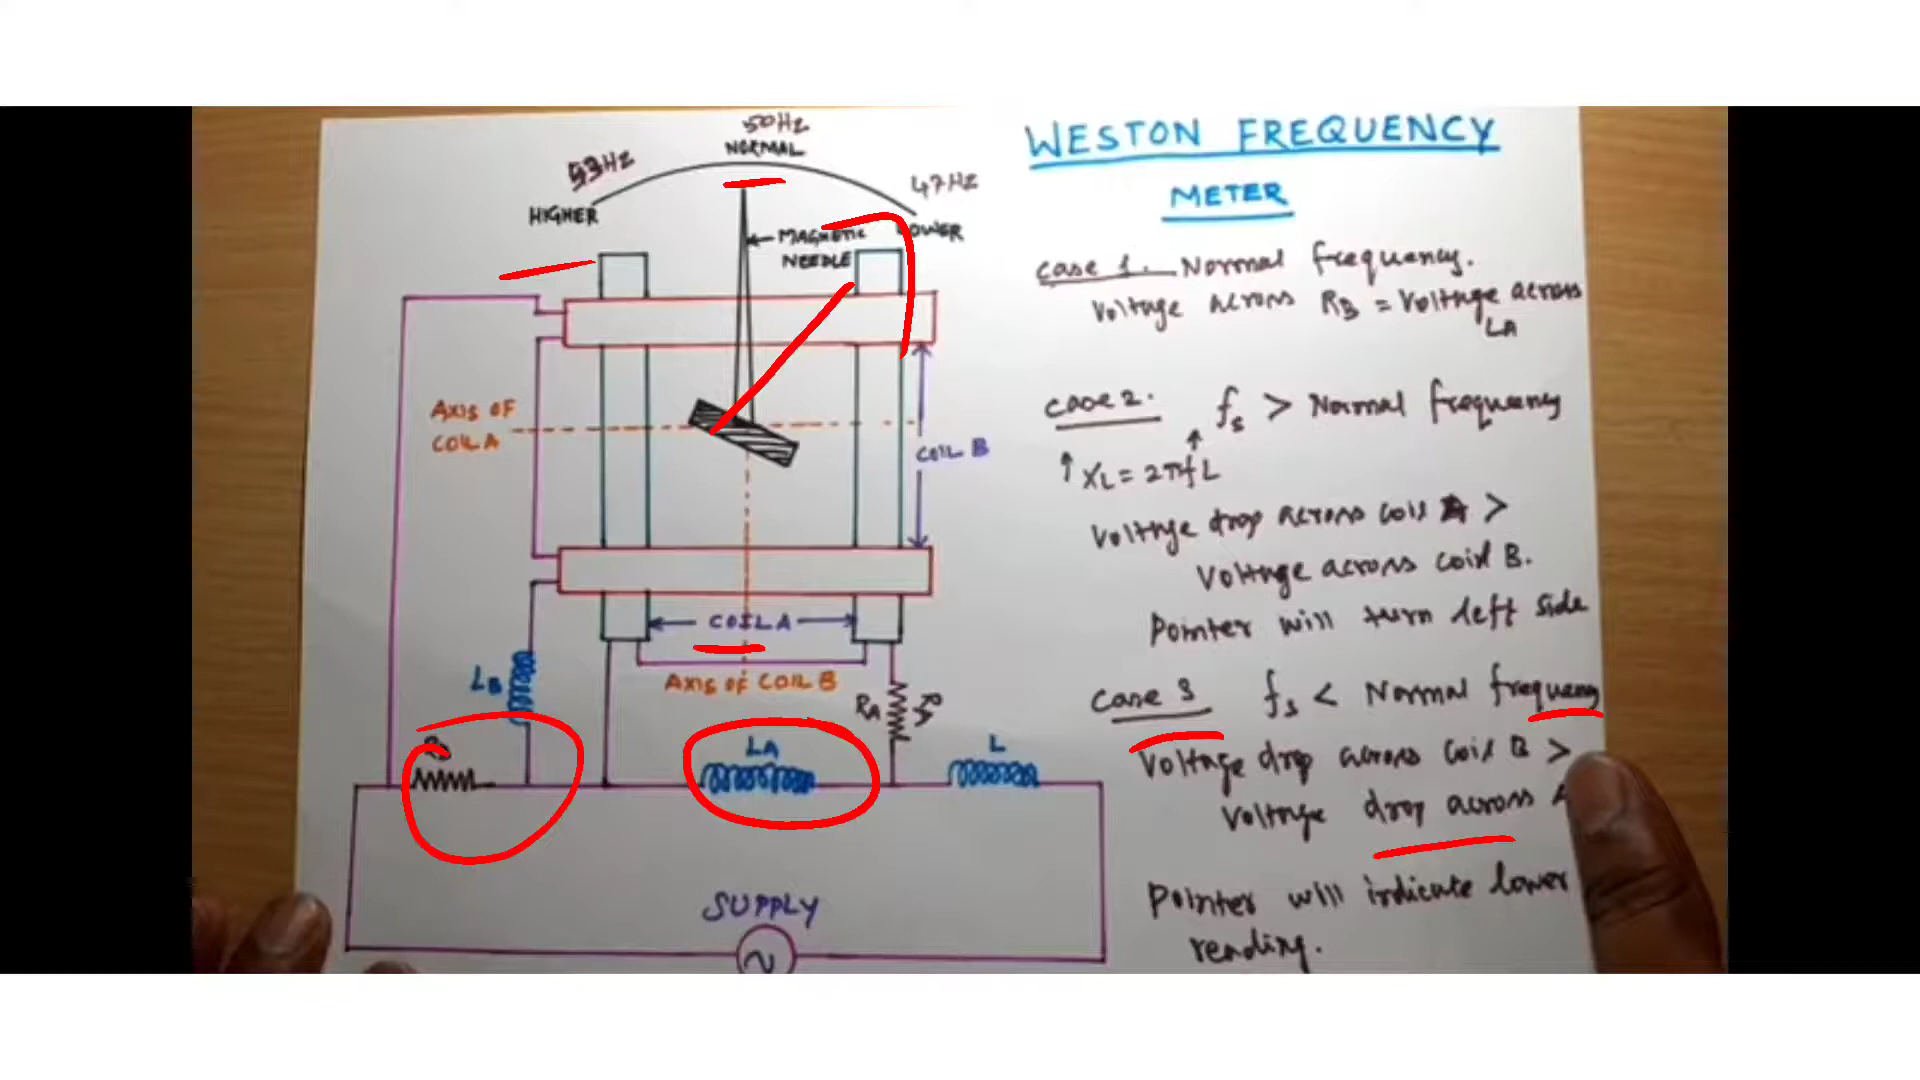 WESTON FREQUENCY
METER
50HZ
NORMAL
53HZ
HIGHER
47HZ
LOWER
MAGNETIC
NEEDLE
AXIS OF
COIL A
COIL B
COIL A
AXIS OF COIL B
LB
RA
RA
LA
L
SUPPLY
~
Case 1. Normal frequency.
Voltage across RB = Voltage across
LA
Case 2. fs > Normal frequency
↑ XL = 2πfL ↑
Voltage drop across coil A >
Voltage across coil B.
Pointer will turn left side
Case 3 fs < Normal frequency
Voltage drop across coil B >
Voltage drop across A
Pointer will indicate lower
reading.